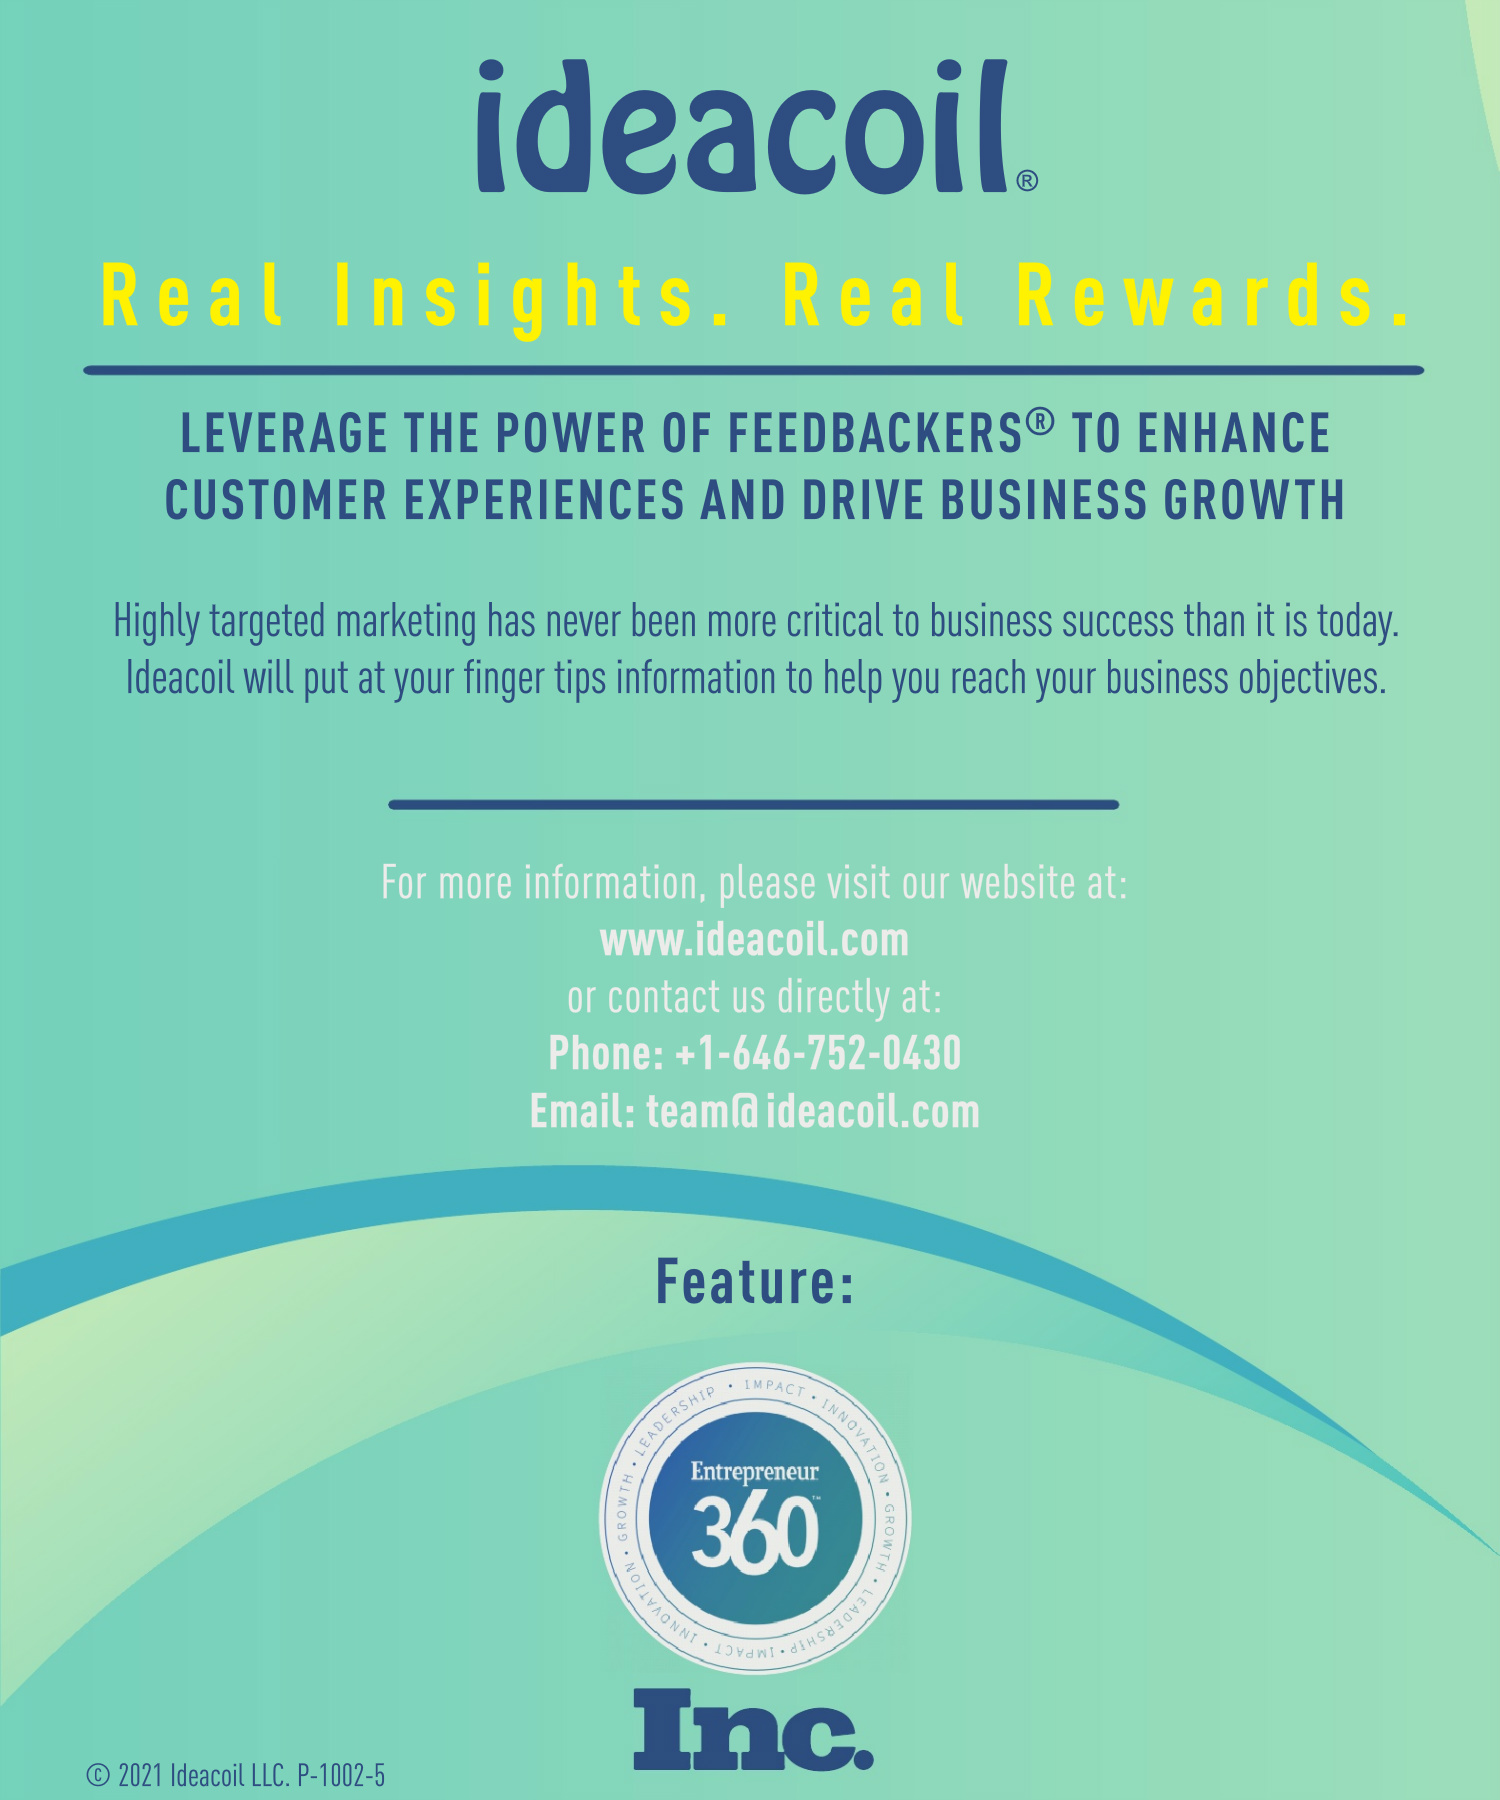 ideacoil®
Real Insights. Real Rewards.
LEVERAGE THE POWER OF FEEDBACKERS® TO ENHANCE
CUSTOMER EXPERIENCES AND DRIVE BUSINESS GROWTH
Highly targeted marketing has never been more critical to business success than it is today.
Ideacoil will put at your finger tips information to help you reach your business objectives.
For more information, please visit our website at:
www.ideacoil.com
or contact us directly at:
Phone: +1-646-752-0430
Email: team@ideacoil.com
Feature:
• IMPACT • INNOVATION • GROWTH • LEADERSHIP • IMPACT • INNOVATION • GROWTH • LEADERSHIP
Entrepreneur
360™
Inc.
© 2021 Ideacoil LLC. P-1002-5